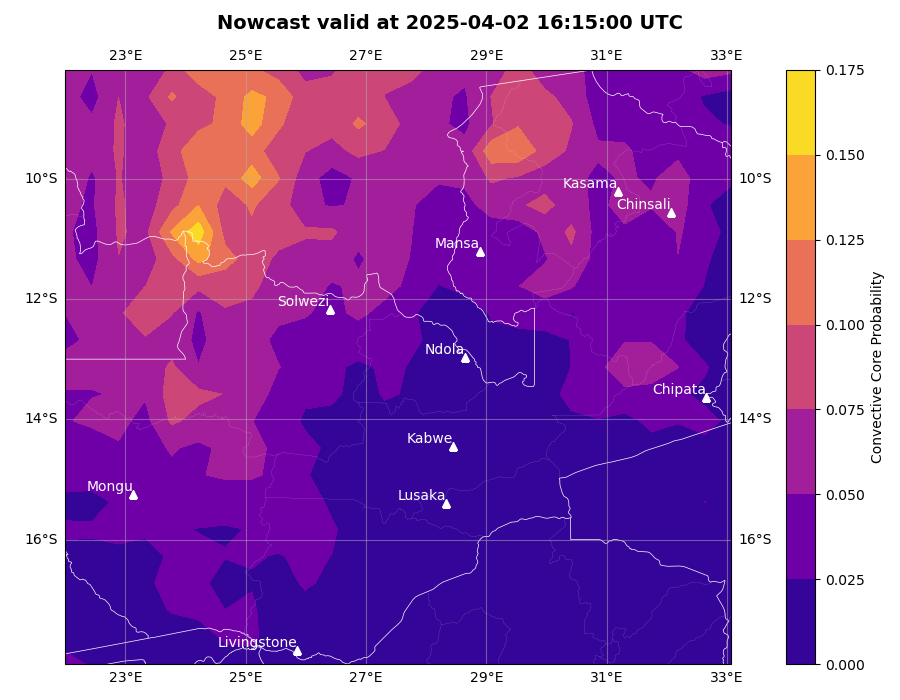 Nowcast valid at 2025-04-02 16:15:00 UTC
23°E 25°E 27°E 29°E 31°E 33°E
0.175
0.150
10°S 10°S
Kasama
Chinsali
0.125
Mansa
12°S 12°S
Solwezi
0.100
Ndola
Chipata
0.075
14°S 14°S
Kabwe
Mongu
Lusaka
0.050
16°S 16°S
0.025
Livingstone
0.000
23°E 25°E 27°E 29°E 31°E 33°E
Convective Core Probability